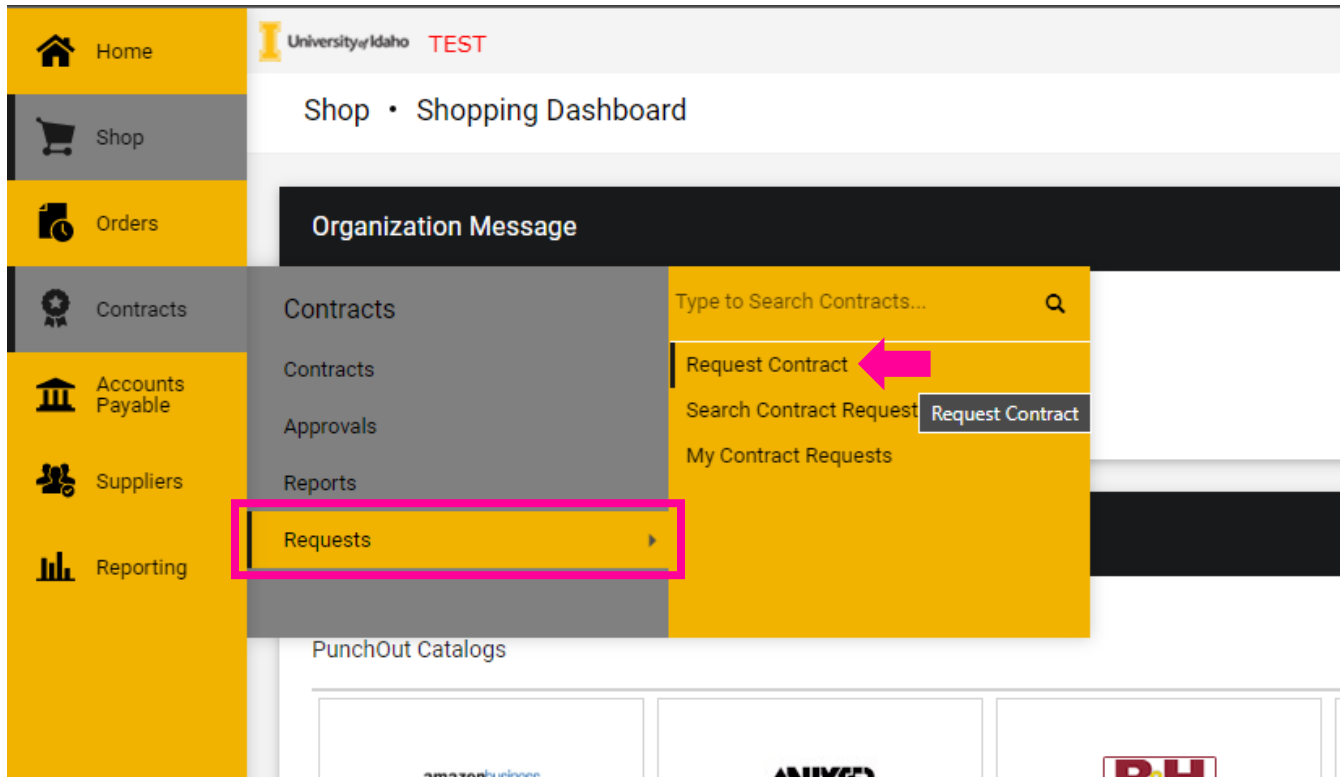 Home
University of Idaho TEST
Shop • Shopping Dashboard
Shop
Orders
Organization Message
Contracts
Contracts
Type to Search Contracts...
Contracts
Request Contract
Accounts
Payable
Approvals
Search Contract Request
Request Contract
My Contract Requests
Suppliers
Reports
Requests
Reporting
PunchOut Catalogs
amazonbusiness
B&H